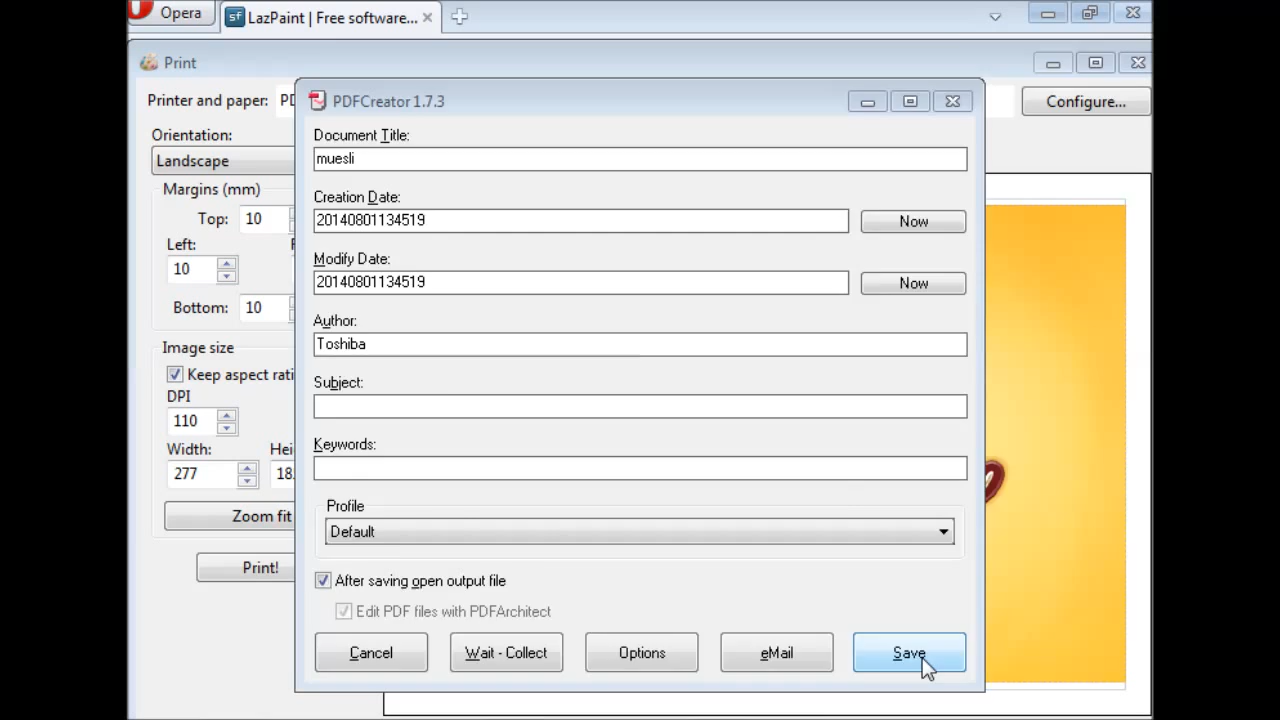 Opera
LazPaint | Free software...
Print
Printer and paper:
Configure...
Orientation:
Landscape
Margins (mm)
Top: 10
Left:
10
Bottom: 10
Image size
Keep aspect rati
DPI
110
Width: Hei
277 18
Zoom fit
Print!
PDFCreator 1.7.3
Document Title:
muesli
Creation Date:
20140801134519 Now
Modify Date:
20140801134519 Now
Author:
Toshiba
Subject:
Keywords:
Profile
Default
After saving open output file
Edit PDF files with PDFArchitect
Cancel Wait - Collect Options eMail Save